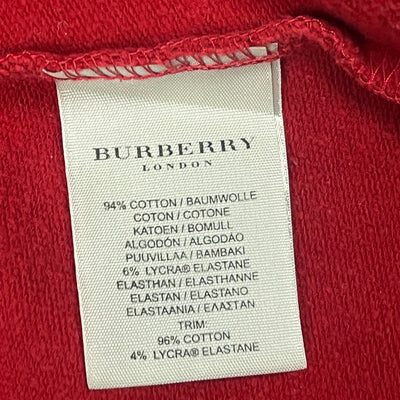 BURBERRY
LONDON
94% COTTON / BAUMWOLLE
COTON / COTONE
KATOEN / BOMULL
ALGODÓN / ALGODÃO
PUUVILLAA / BAMBAKI
6% LYCRA® ELASTANE
ELASTHAN / ELASTHANNE
ELASTAN / ELASTANO
ELASTAANIA / ΕΛΑΣΤΑΝ
TRIM:
96% COTTON
4% LYCRA® ELASTANE